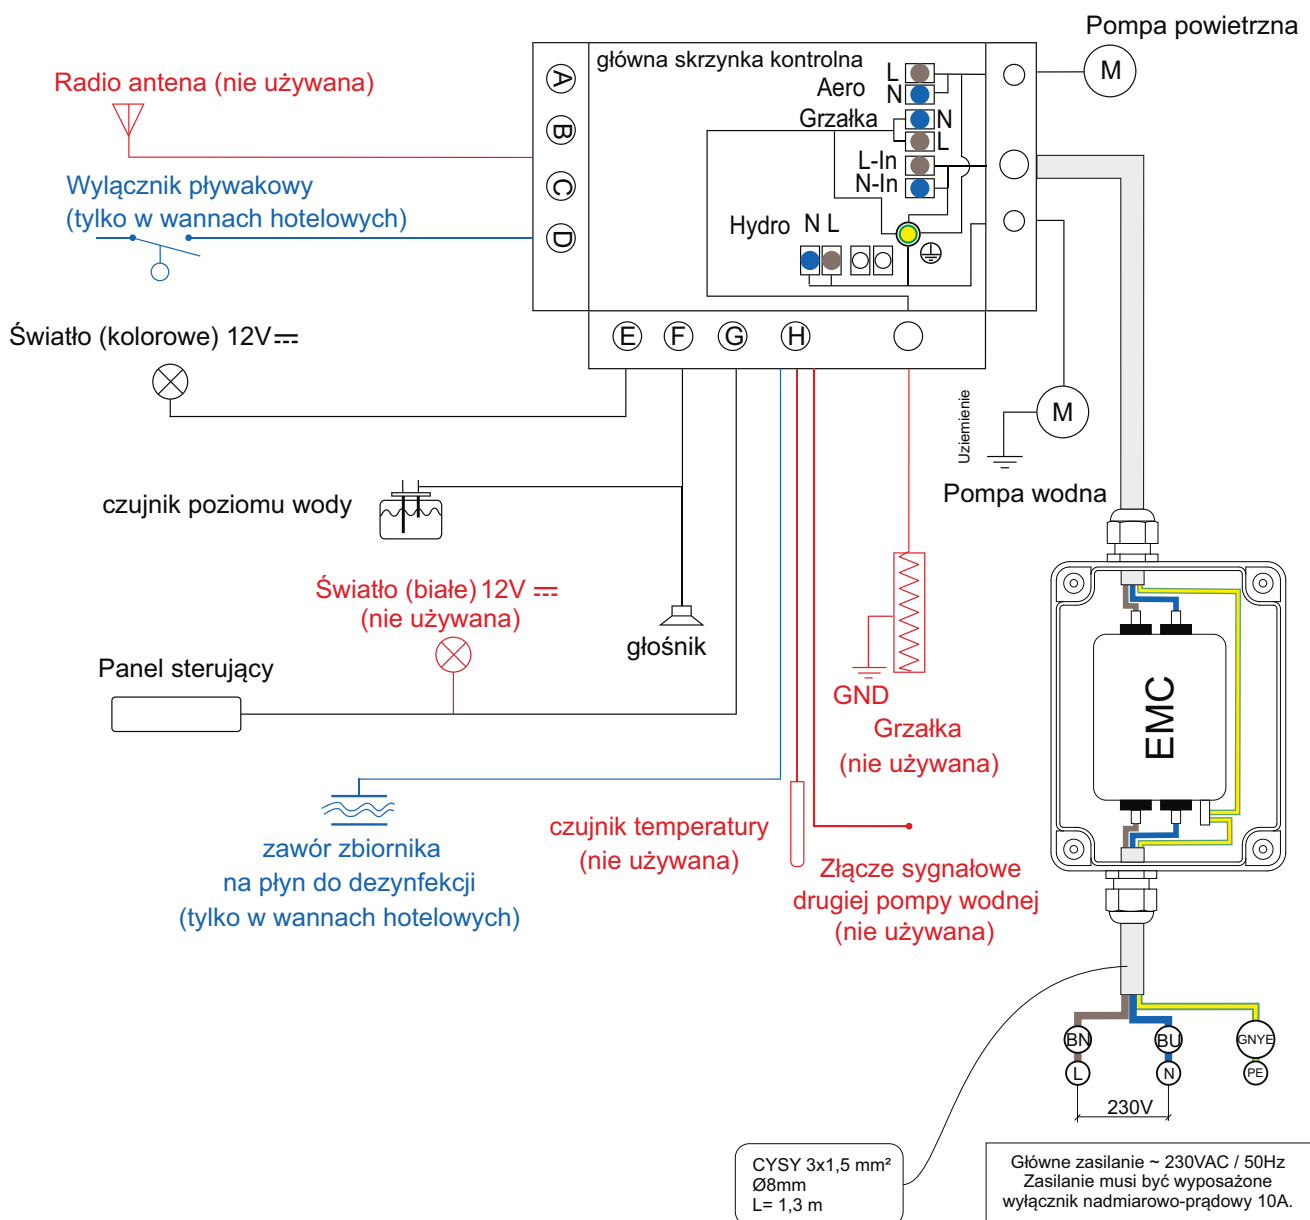 Pompa powietrzna
M
główna skrzynka kontrolna
A
B
C
D
L
Aero
N
Grzałka
N
L
L-In
N-In
Hydro N L
Radio antena (nie używana)
Wyłącznik pływakowy
(tylko w wannach hotelowych)
Światło (kolorowe) 12V
E
F
G
H
Uziemienie
M
Pompa wodna
czujnik poziomu wody
Światło (białe) 12V
(nie używana)
głośnik
Panel sterujący
GND
Grzałka
(nie używana)
EMC
zawór zbiornika
na płyn do dezynfekcji
(tylko w wannach hotelowych)
czujnik temperatury
(nie używana)
Złącze sygnałowe
drugiej pompy wodnej
(nie używana)
BN
BU
GNYE
L
N
PE
230V
CYSY 3x1,5 mm²
Ø8mm
L= 1,3 m
Główne zasilanie ~ 230VAC / 50Hz
Zasilanie musi być wyposażone
wyłącznik nadmiarowo-prądowy 10A.